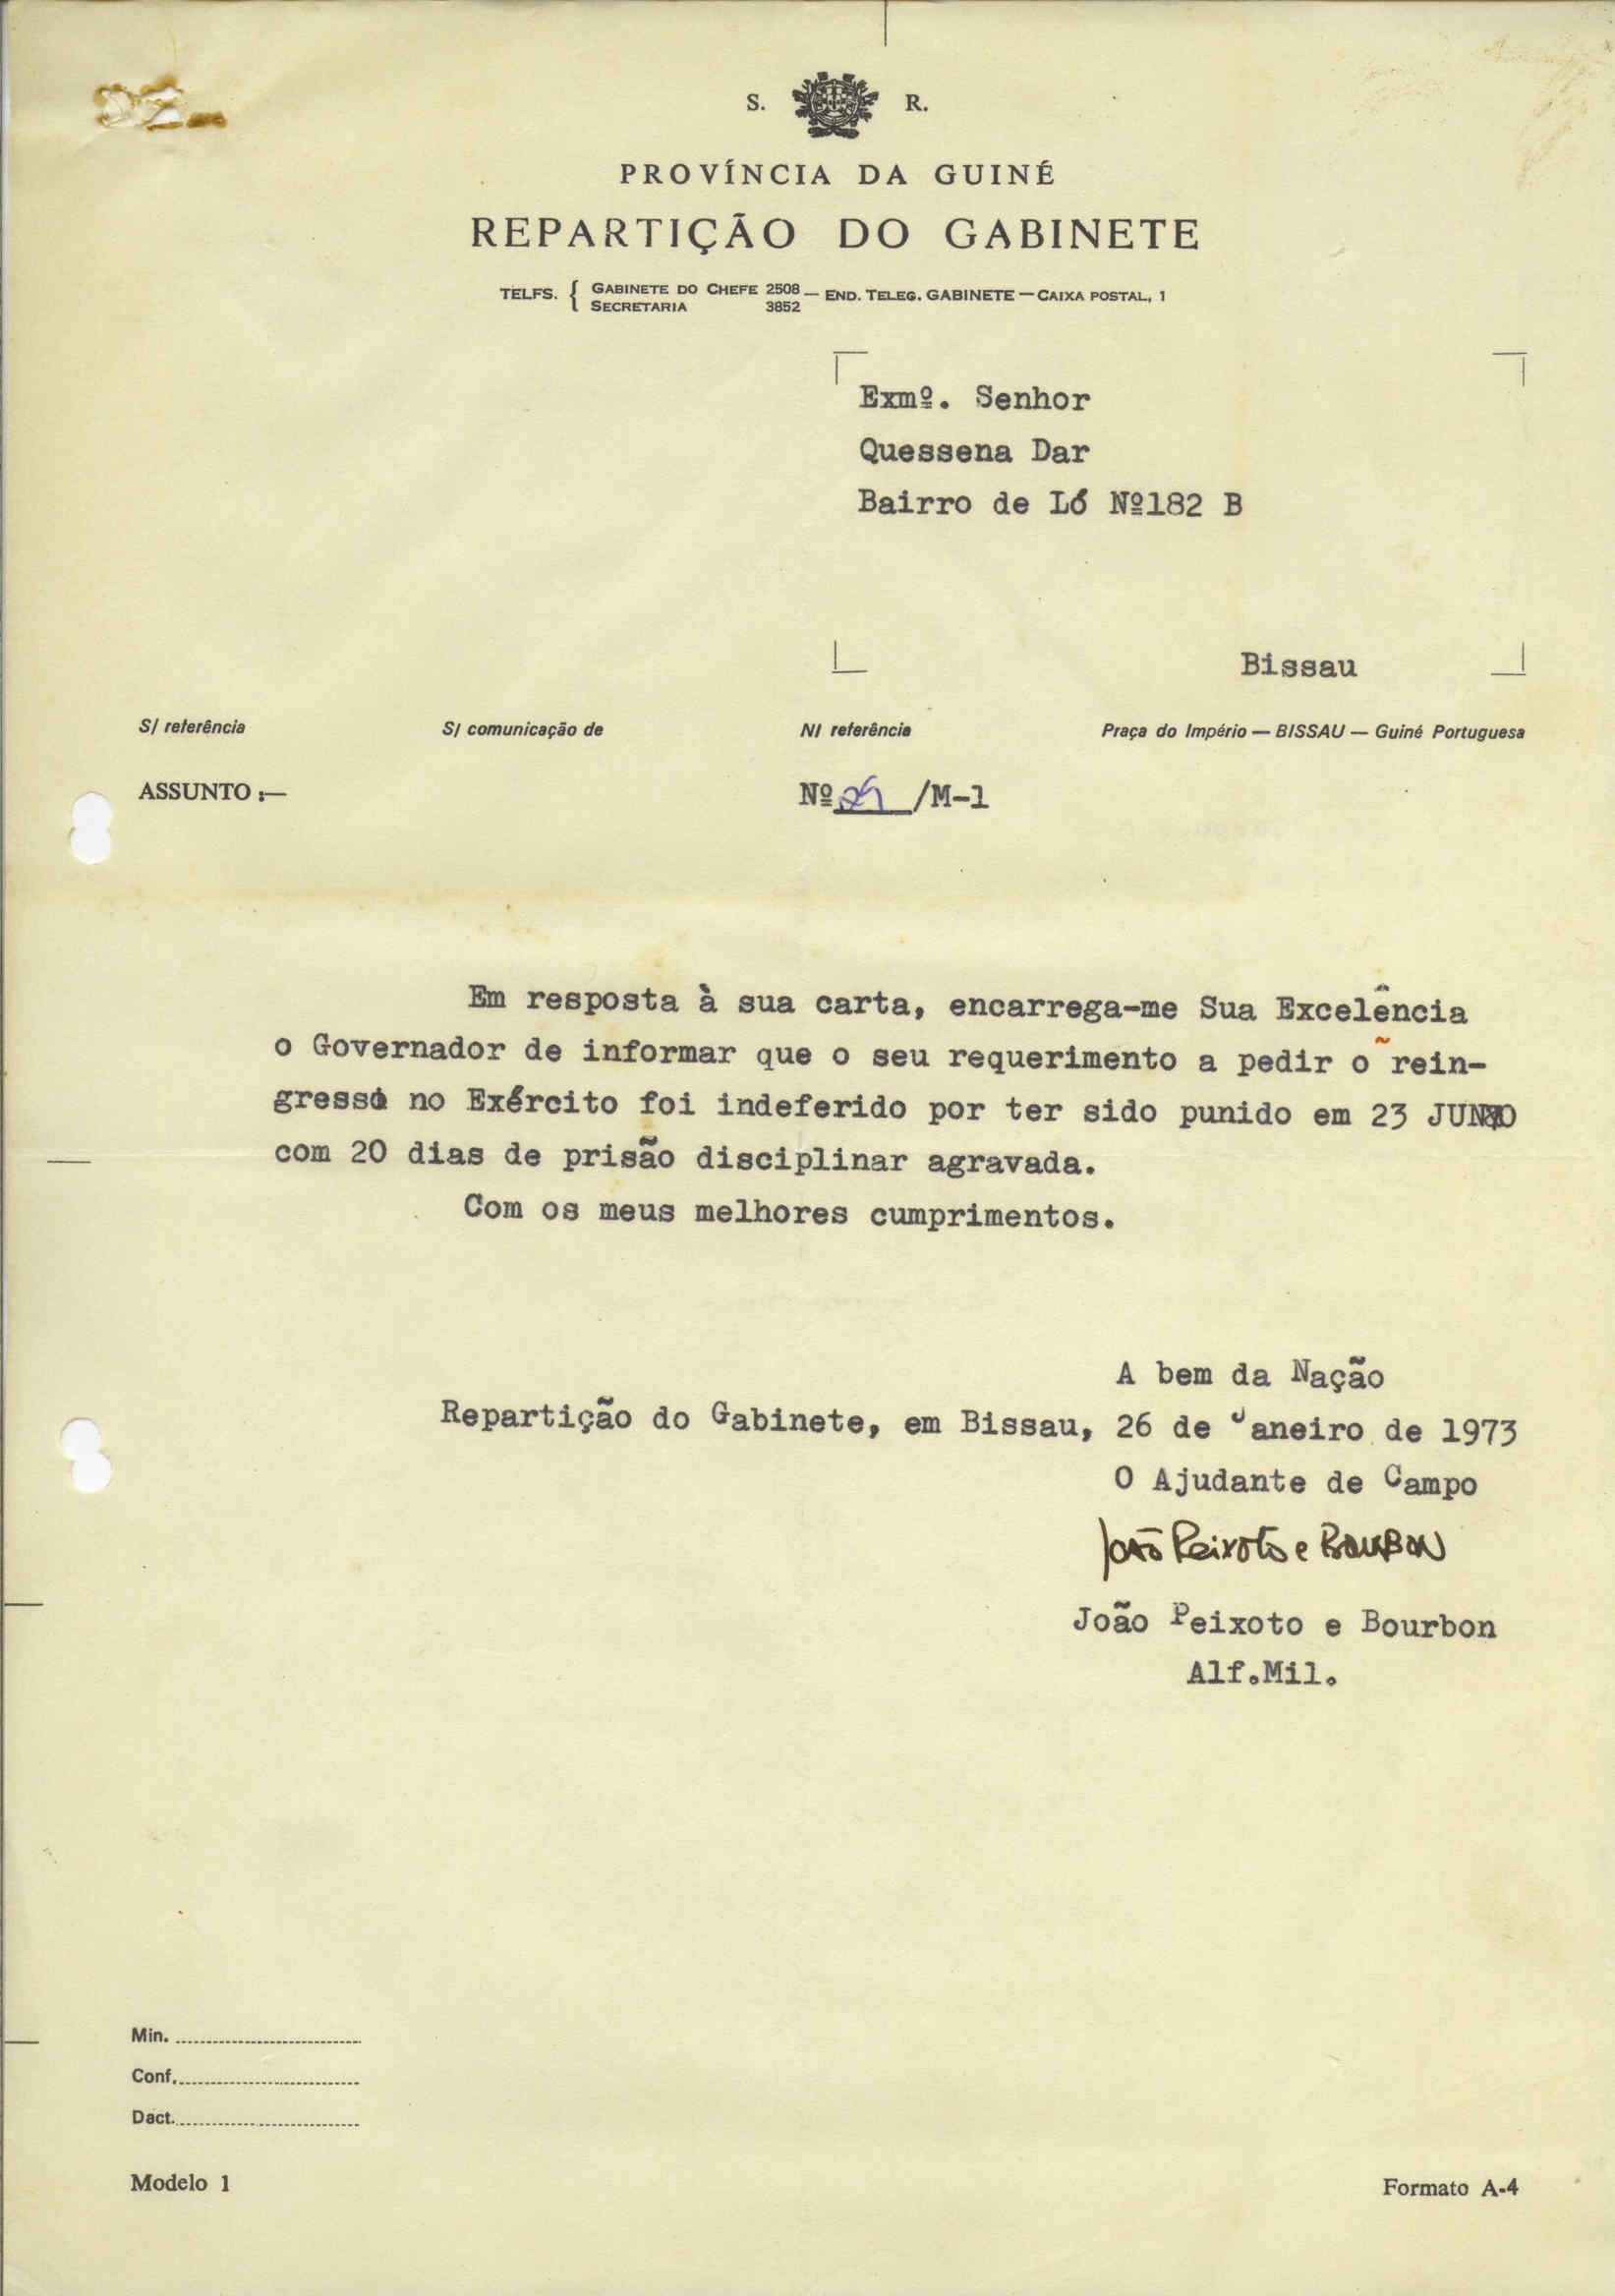 S. R.
PROVÍNCIA DA GUINÉ
REPARTIÇÃO DO GABINETE
TELFS. { GABINETE DO CHEFE 2508 — END. TELEG. GABINETE — CAIXA POSTAL, 1
SECRETARIA 3852
Exmº. Senhor
Quessena Dar
Bairro de Ló Nº182 B
Bissau
S/ referência S/ comunicação de N/ referência Praça do Império — BISSAU — Guiné Portuguesa
ASSUNTO :— Nº /M-1
Em resposta à sua carta, encarrega-me Sua Excelência
o Governador de informar que o seu requerimento a pedir o rein-
gresso no Exército foi indeferido por ter sido punido em 23
com 20 dias de prisão disciplinar agravada.
Com os meus melhores cumprimentos.
A bem da Nação
Repartição do Gabinete, em Bissau, 26 de Janeiro de 1973
O Ajudante de Campo
João Peixoto e Bourbon
João Peixoto e Bourbon
Alf.Mil.
Min.
Conf.
Dact.
Modelo 1 Formato A-4